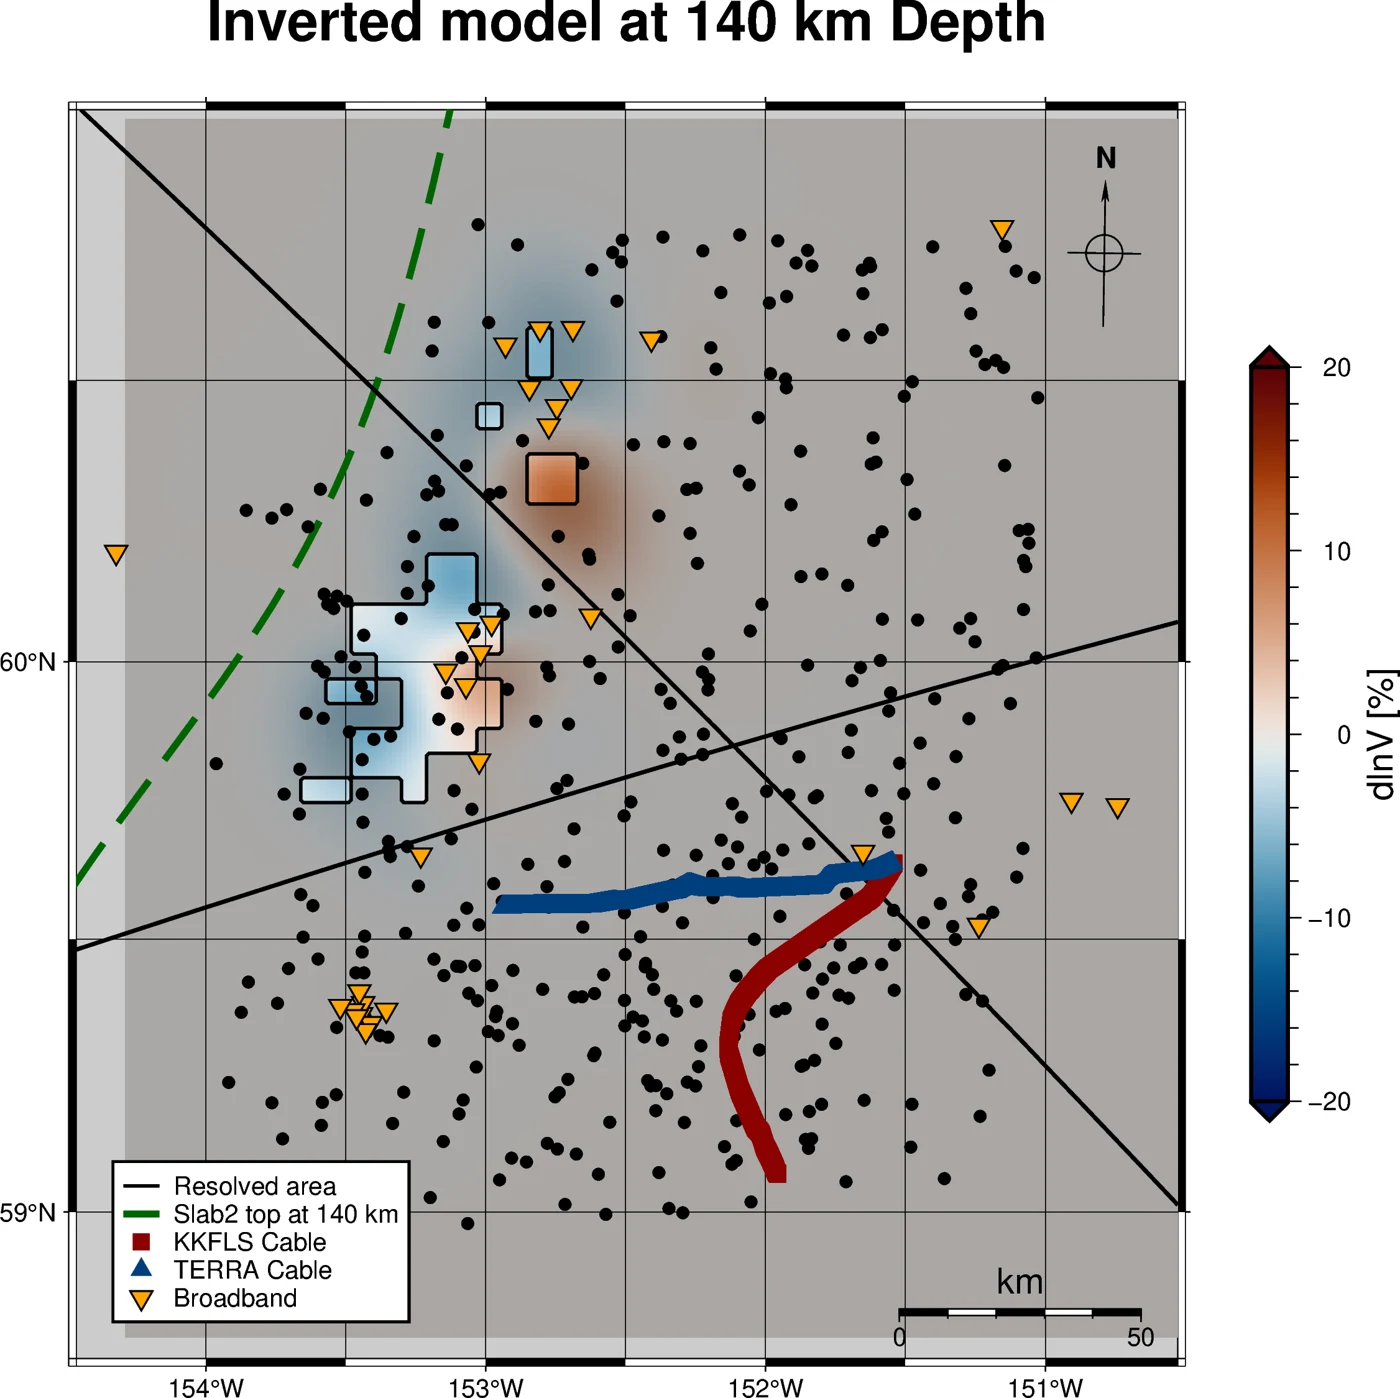 Inverted model at 140 km Depth
N
20
10
0
−10
−20
dlnV [%]
60°N
59°N
Resolved area
Slab2 top at 140 km
KKFLS Cable
TERRA Cable
Broadband
km
0 50
154°W 153°W 152°W 151°W